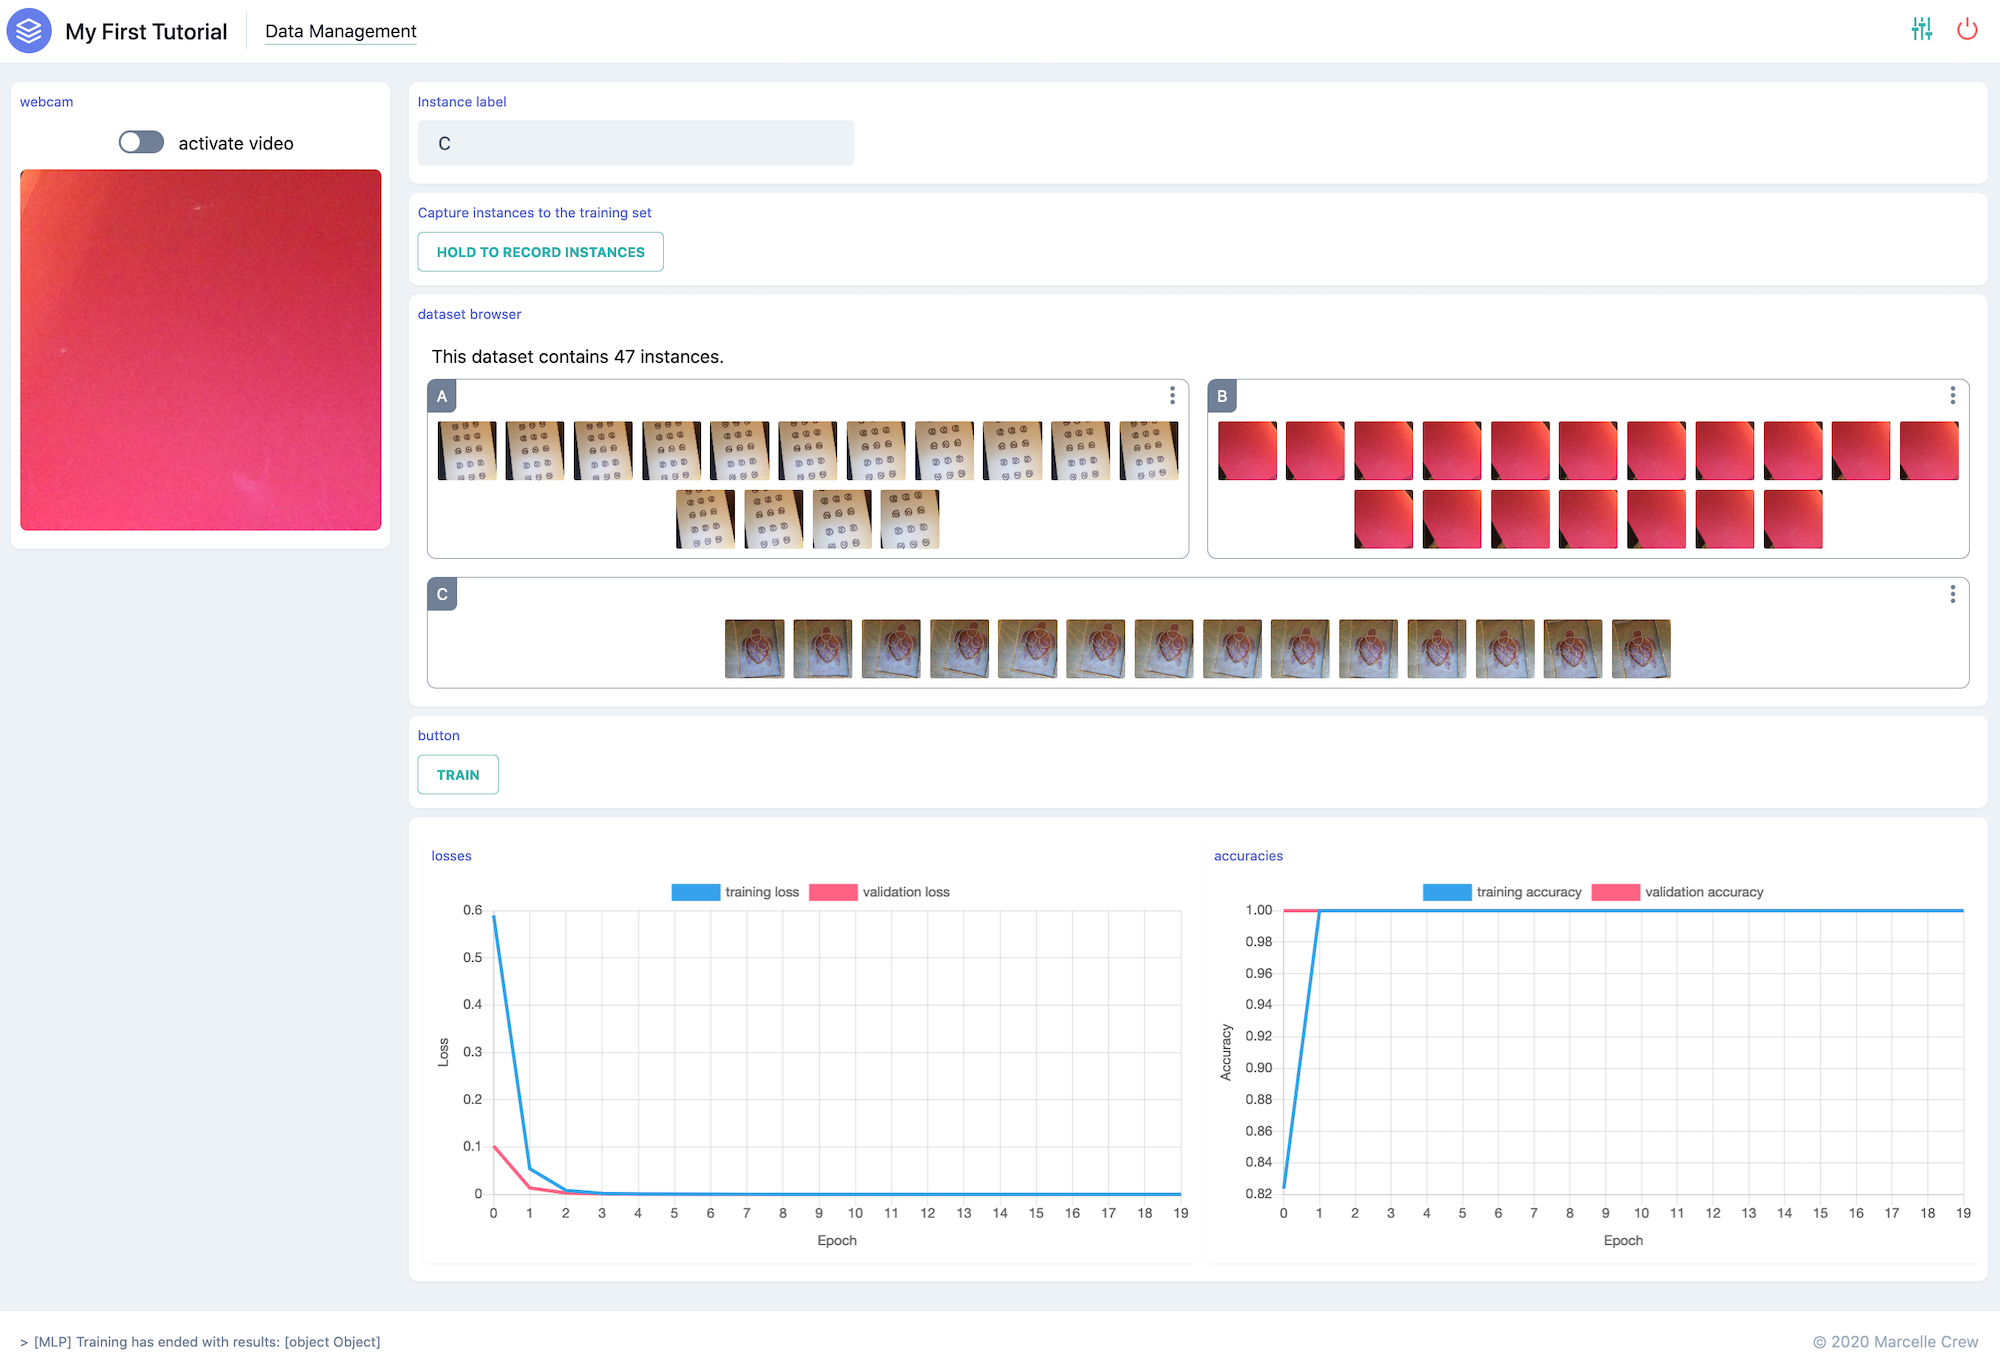 My First Tutorial
Data Management
webcam
activate video
Instance label
C
Capture instances to the training set
HOLD TO RECORD INSTANCES
dataset browser
This dataset contains 47 instances.
A
B
C
button
TRAIN
losses
training loss
validation loss
0.6
0.5
0.4
0.3
0.2
0.1
0
Loss
0 1 2 3 4 5 6 7 8 9 10 11 12 13 14 15 16 17 18 19
Epoch
accuracies
training accuracy
validation accuracy
1.00
0.98
0.96
0.94
0.92
0.90
0.88
0.86
0.84
0.82
Accuracy
0 1 2 3 4 5 6 7 8 9 10 11 12 13 14 15 16 17 18 19
Epoch
> [MLP] Training has ended with results: [object Object]
© 2020 Marcelle Crew